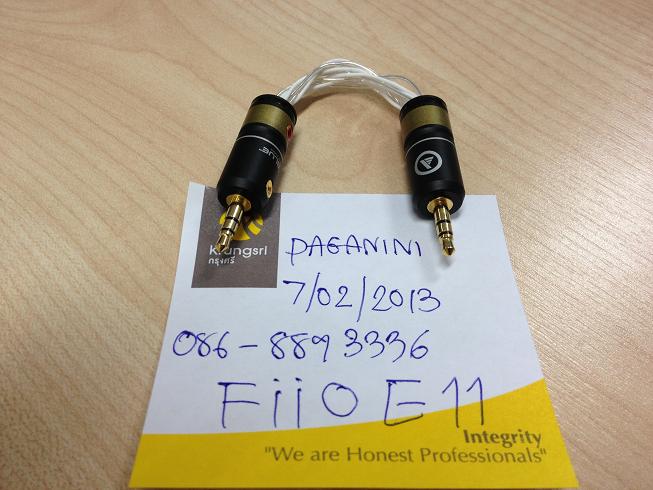 krungsri
กรุงศรี
PAGANINI
7/02/2013
086-889 3336
FiiO E11
Integrity
"We are Honest Professionals"